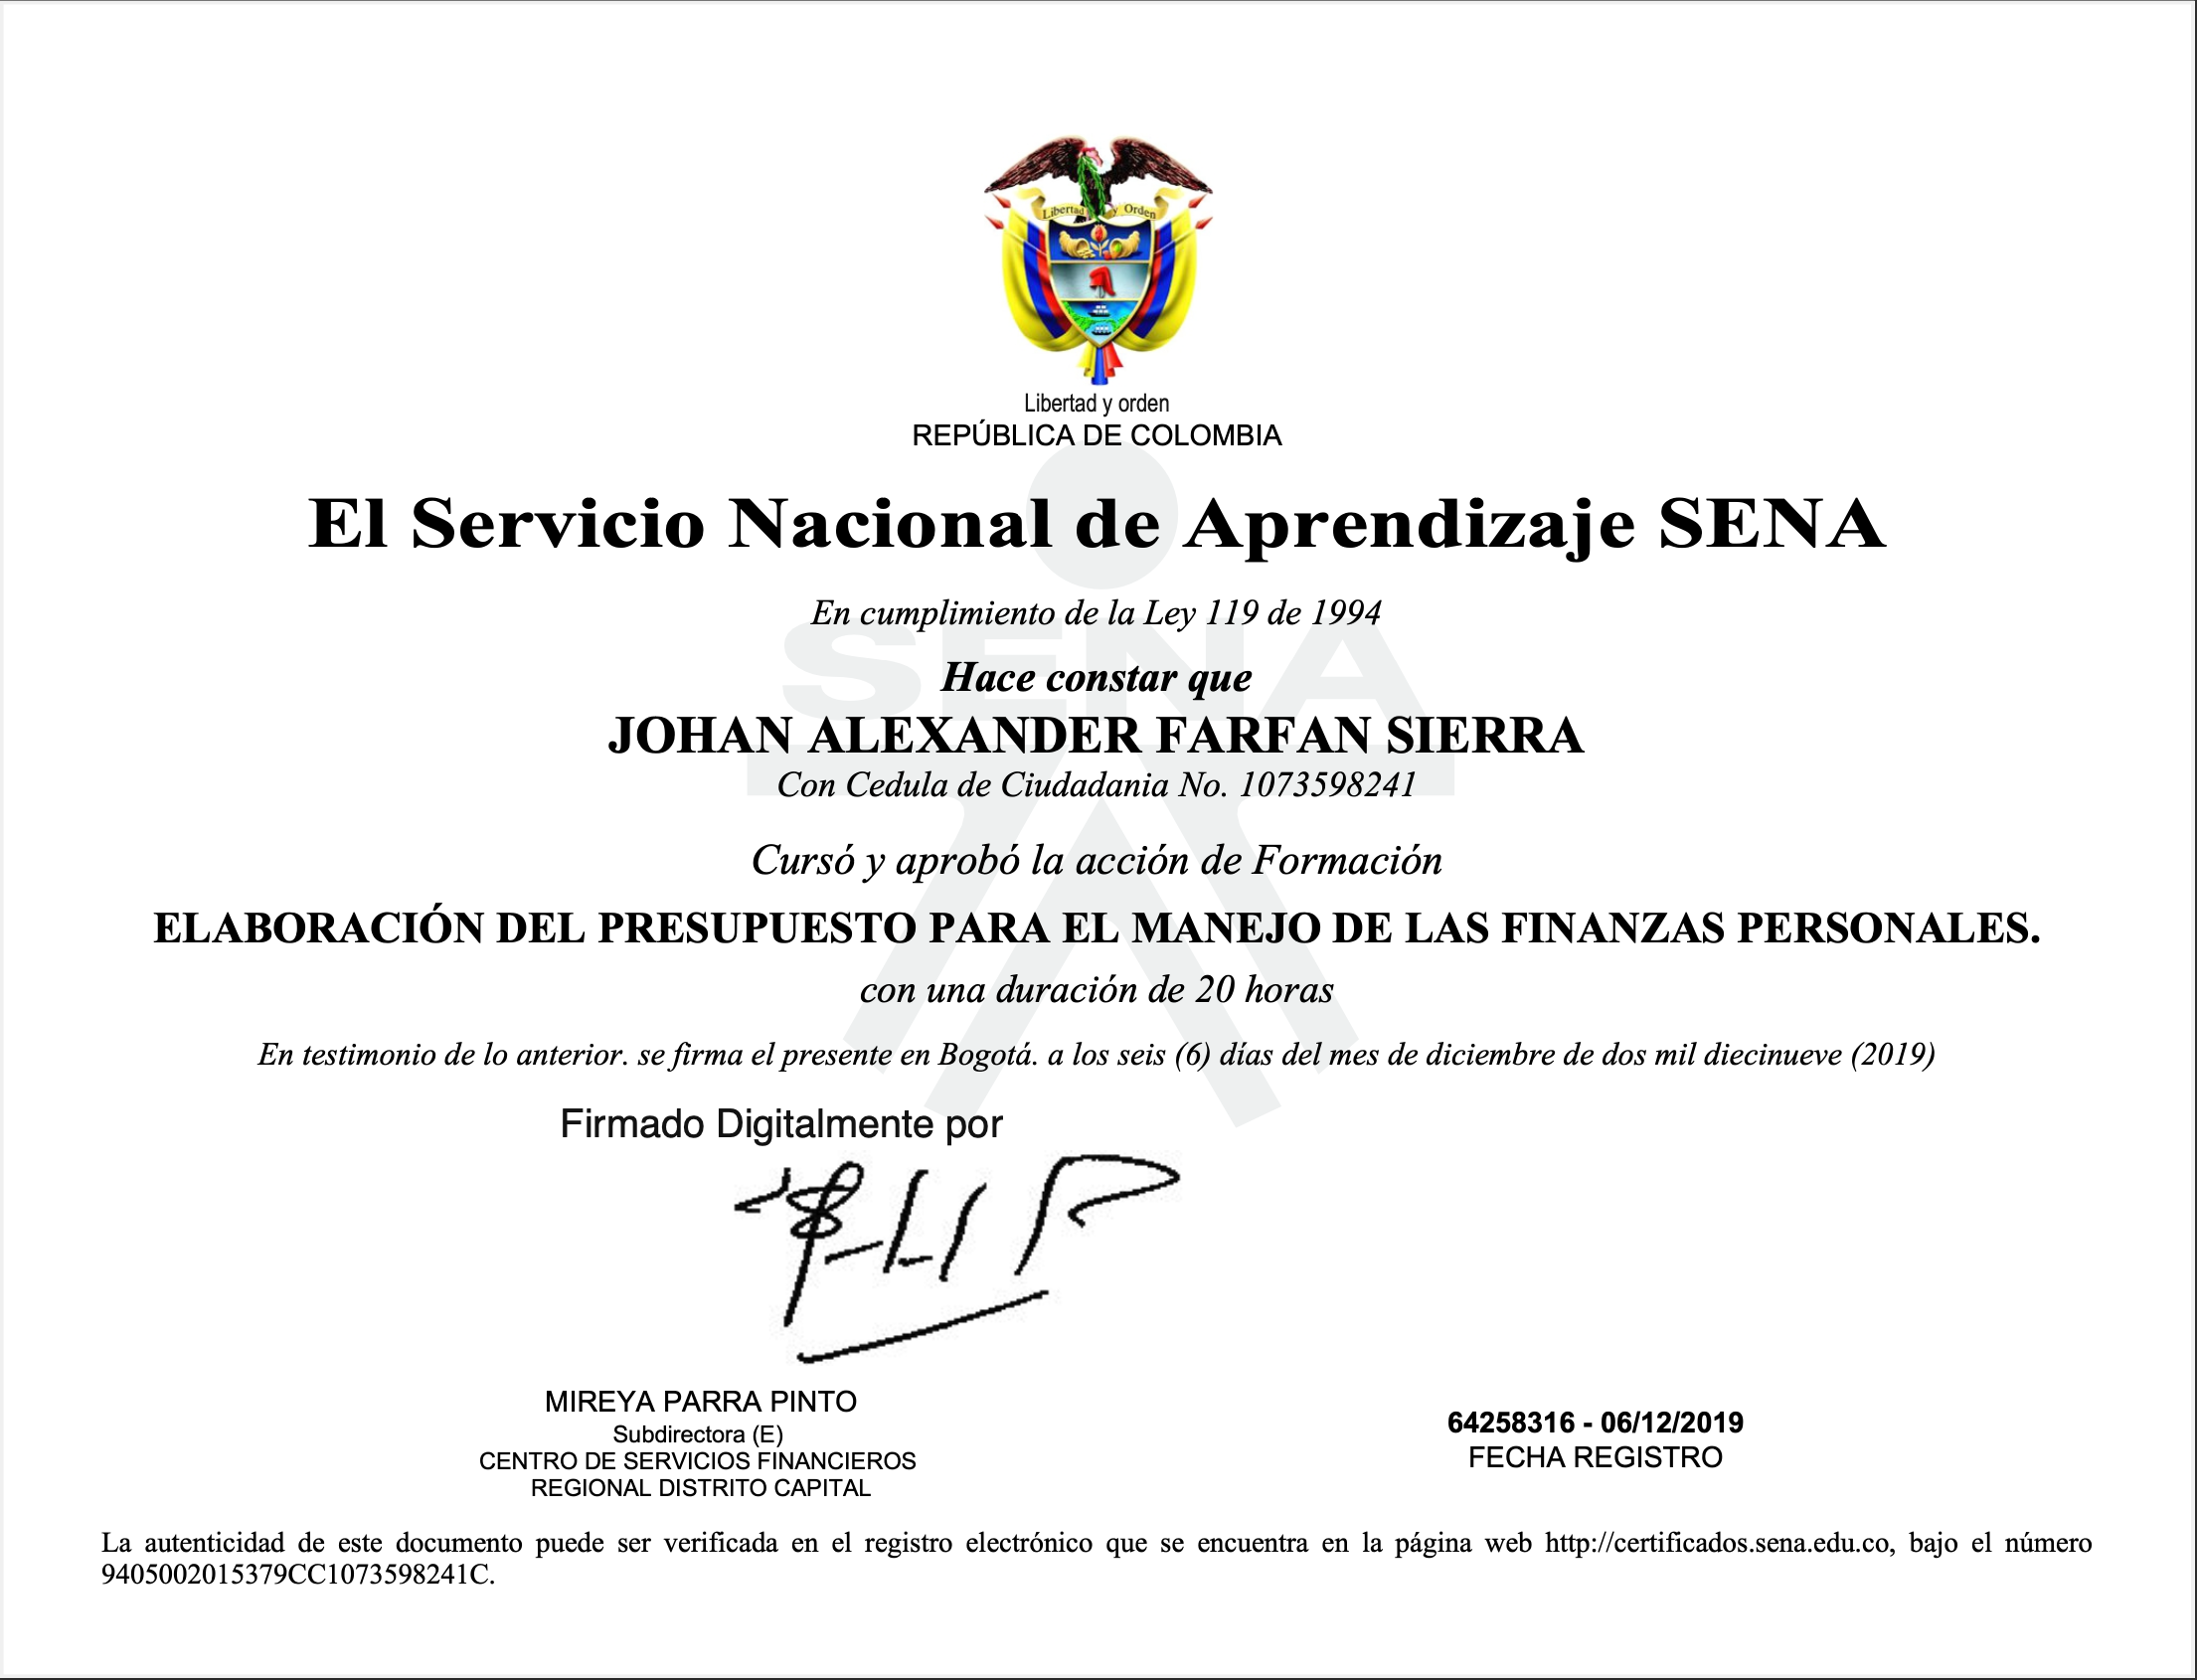 Libertad y Orden
Libertad y orden
REPÚBLICA DE COLOMBIA
El Servicio Nacional de Aprendizaje SENA
En cumplimiento de la Ley 119 de 1994
SENA
Hace constar que
JOHAN ALEXANDER FARFAN SIERRA
Con Cedula de Ciudadania No. 1073598241
Cursó y aprobó la acción de Formación
ELABORACIÓN DEL PRESUPUESTO PARA EL MANEJO DE LAS FINANZAS PERSONALES.
con una duración de 20 horas
En testimonio de lo anterior. se firma el presente en Bogotá. a los seis (6) días del mes de diciembre de dos mil diecinueve (2019)
Firmado Digitalmente por
MIREYA PARRA PINTO
Subdirectora (E)
CENTRO DE SERVICIOS FINANCIEROS
REGIONAL DISTRITO CAPITAL
64258316 - 06/12/2019
FECHA REGISTRO
La autenticidad de este documento puede ser verificada en el registro electrónico que se encuentra en la página web http://certificados.sena.edu.co, bajo el número
9405002015379CC1073598241C.